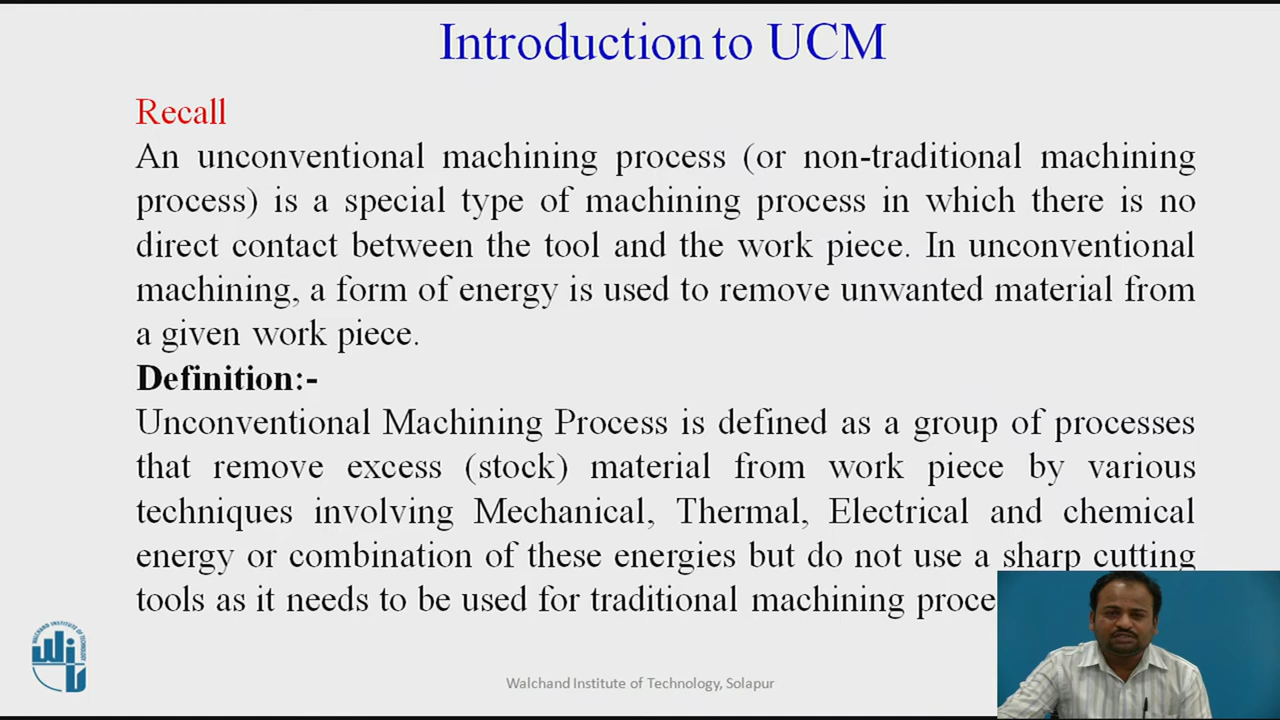 Introduction to UCM
Recall
An unconventional machining process (or non-traditional machining
process) is a special type of machining process in which there is no
direct contact between the tool and the work piece. In unconventional
machining, a form of energy is used to remove unwanted material from
a given work piece.
Definition:-
Unconventional Machining Process is defined as a group of processes
that remove excess (stock) material from work piece by various
techniques involving Mechanical, Thermal, Electrical and chemical
energy or combination of these energies but do not use a sharp cutting
tools as it needs to be used for traditional machining proce
WALCHAND INSTITUTE OF TECHNOLOGY
WIT
Walchand Institute of Technology, Solapur